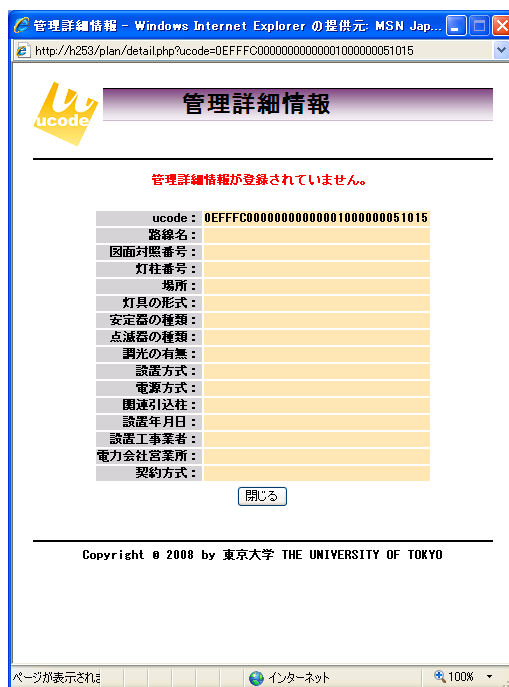 管理詳細情報 - Windows Internet Explorer の提供元: MSN Jap...
http://h253/plan/detail.php?ucode=0EFFFC00000000000001000000051015
ucode
管理詳細情報
管理詳細情報が登録されていません。
ucode： 0EFFFC00000000000001000000051015
路線名：
図面対照番号：
灯柱番号：
場所：
灯具の形式：
安定器の種類：
点滅器の種類：
調光の有無：
設置方式：
電源方式：
関連引込柱：
設置年月日：
設置工事業者：
電力会社営業所：
契約方式：
閉じる
Copyright © 2008 by 東京大学 THE UNIVERSITY OF TOKYO
ページが表示されま
インターネット
100%